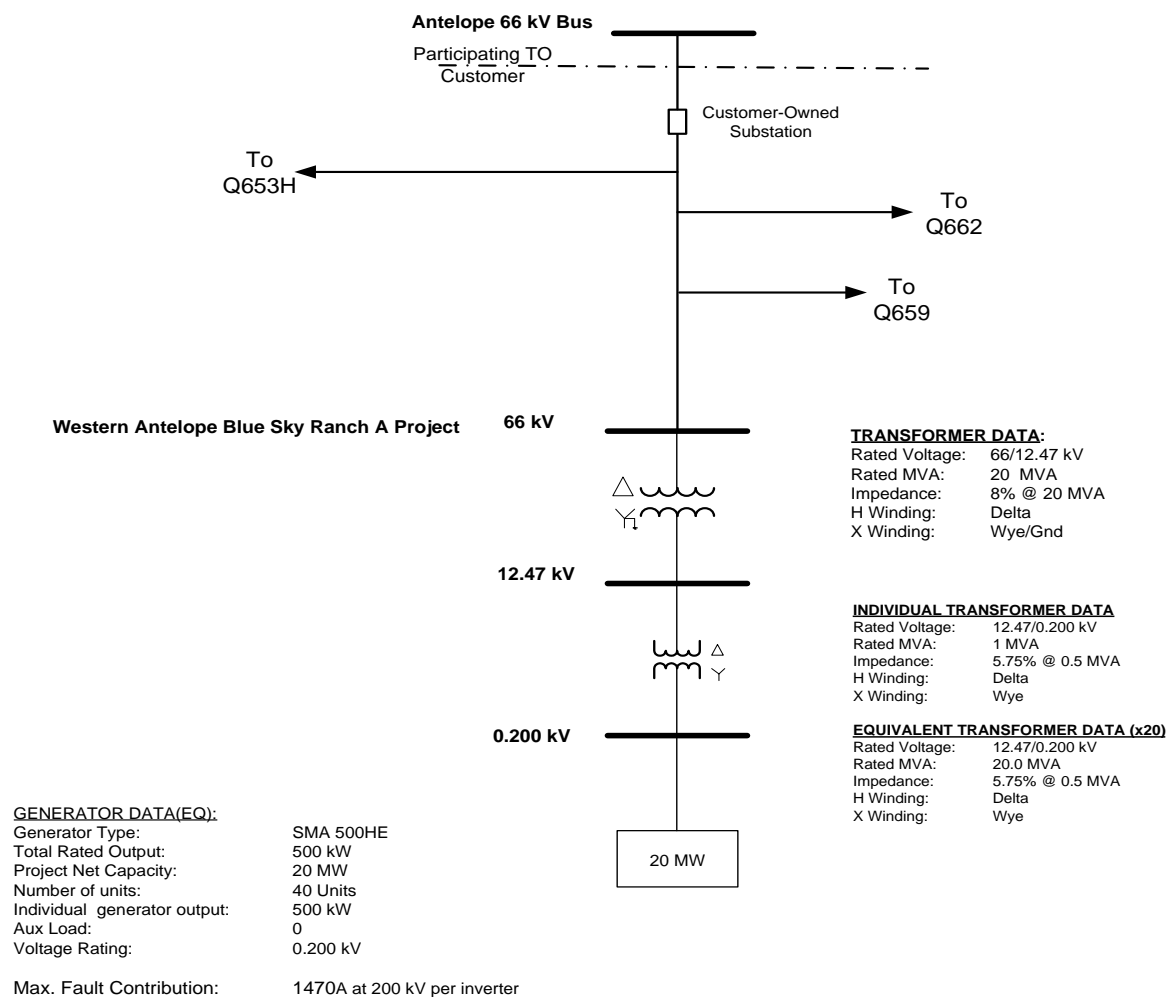 Antelope 66 kV Bus
Participating TO
Customer
Customer-Owned
Substation
To
Q653H
To
Q662
To
Q659
Western Antelope Blue Sky Ranch A Project
66 kV
12.47 kV
0.200 kV
20 MW
TRANSFORMER DATA:
Rated Voltage: 66/12.47 kV
Rated MVA: 20 MVA
Impedance: 8% @ 20 MVA
H Winding: Delta
X Winding: Wye/Gnd
INDIVIDUAL TRANSFORMER DATA
Rated Voltage: 12.47/0.200 kV
Rated MVA: 1 MVA
Impedance: 5.75% @ 0.5 MVA
H Winding: Delta
X Winding: Wye
EQUIVALENT TRANSFORMER DATA (x20)
Rated Voltage: 12.47/0.200 kV
Rated MVA: 20.0 MVA
Impedance: 5.75% @ 0.5 MVA
H Winding: Delta
X Winding: Wye
GENERATOR DATA(EQ):
Generator Type: SMA 500HE
Total Rated Output: 500 kW
Project Net Capacity: 20 MW
Number of units: 40 Units
Individual generator output: 500 kW
Aux Load: 0
Voltage Rating: 0.200 kV
Max. Fault Contribution: 1470A at 200 kV per inverter